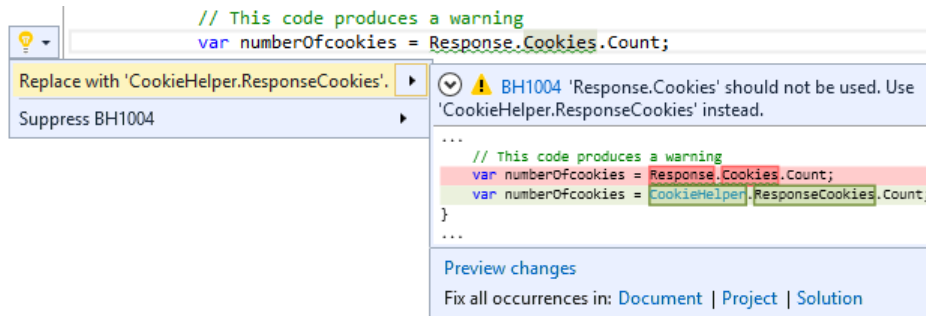 // This code produces a warning
var numberOfcookies = Response.Cookies.Count;
Replace with 'CookieHelper.ResponseCookies'.
Suppress BH1004
BH1004 'Response.Cookies' should not be used. Use
'CookieHelper.ResponseCookies' instead.
...
// This code produces a warning
var numberOfcookies = Response.Cookies.Count;
var numberOfcookies = CookieHelper.ResponseCookies.Count;
}
...
Preview changes
Fix all occurrences in: Document | Project | Solution